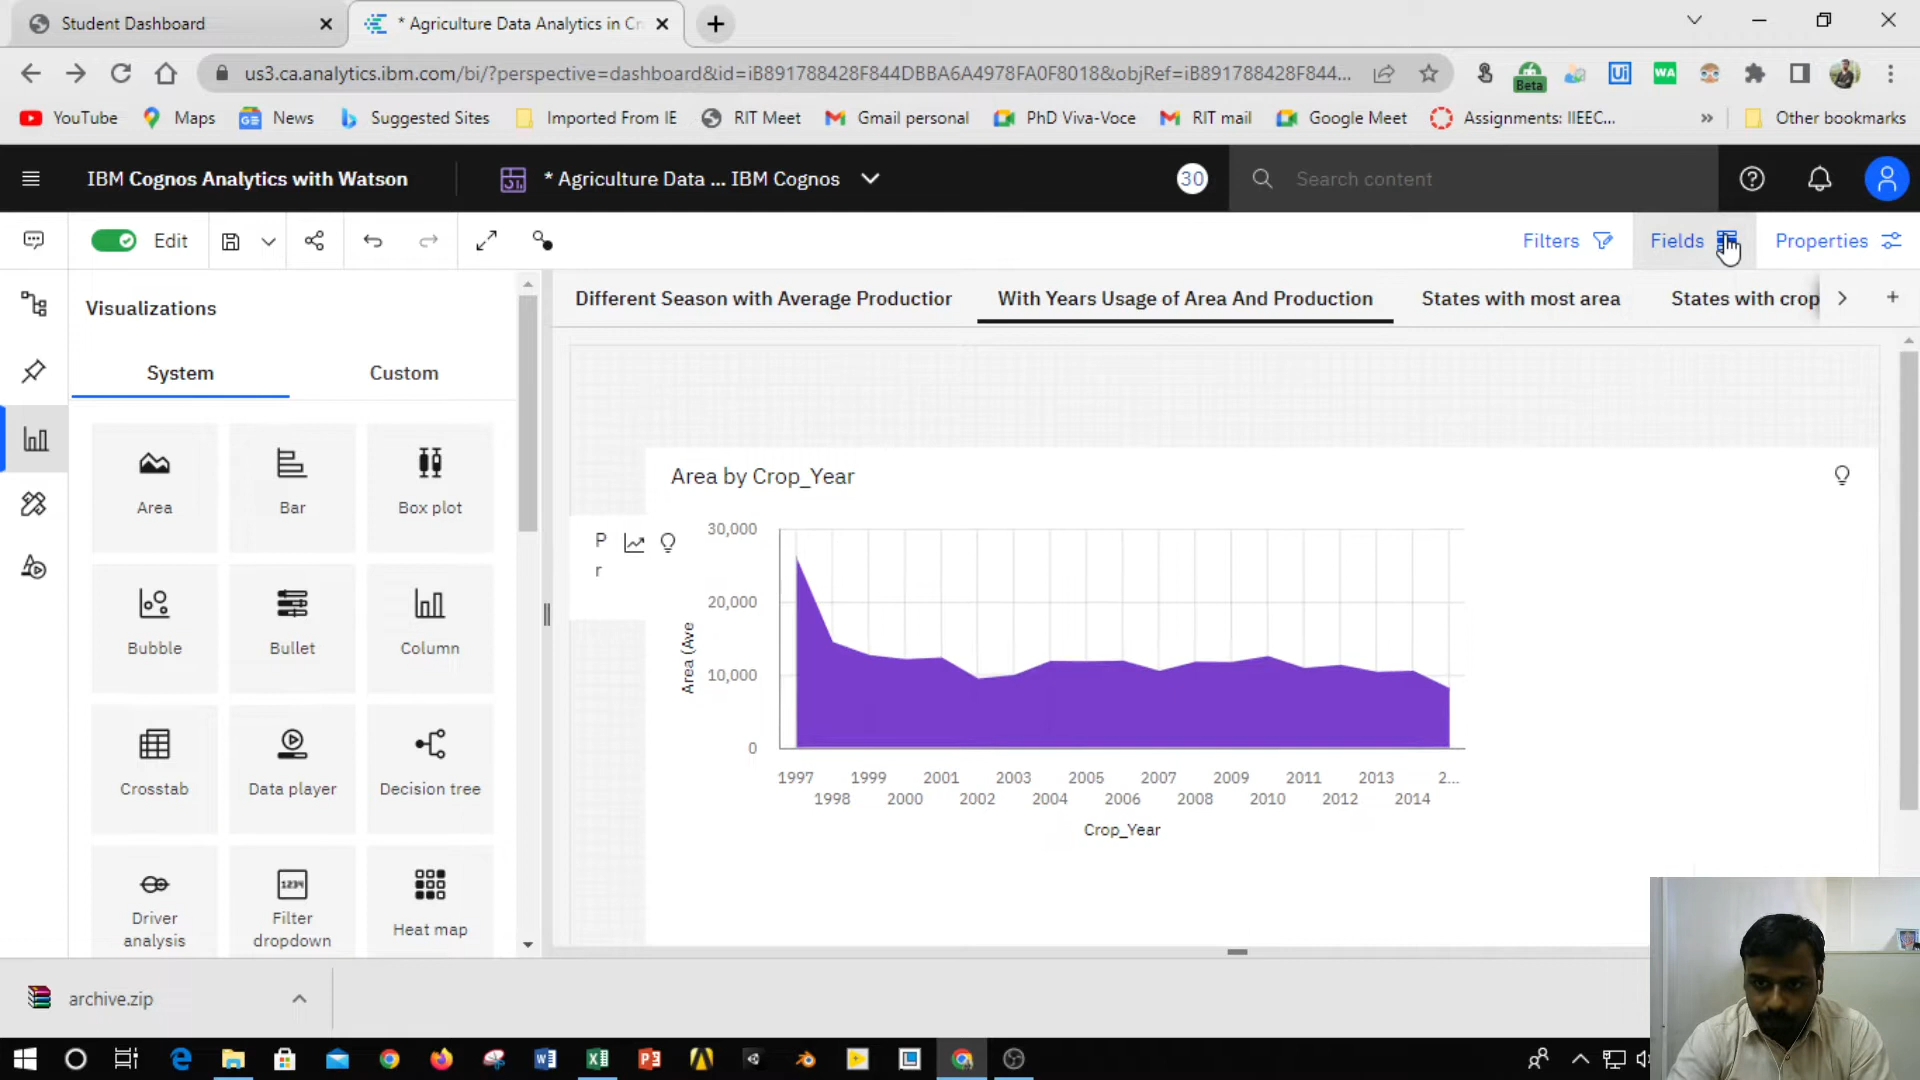 Student Dashboard
* Agriculture Data Analytics in Cr
us3.ca.analytics.ibm.com/bi/?perspective=dashboard&id=iB891788428F844DBBA6A4978FA0F8018&objRef=iB891788428F844...
Beta
Ui
WA
YouTube
Maps
News
Suggested Sites
Imported From IE
RIT Meet
Gmail personal
PhD Viva-Voce
RIT mail
Google Meet
Assignments: IIEEC...
»
Other bookmarks
IBM Cognos Analytics with Watson
* Agriculture Data ... IBM Cognos
30
Search content
Edit
Filters
Fields
Properties
Different Season with Average Production
With Years Usage of Area And Production
States with most area
States with crop
Visualizations
System
Custom
Area
Bar
Box plot
Bubble
Bullet
Column
Crosstab
Data player
Decision tree
Driver
analysis
1234
Filter
dropdown
Heat map
Area by Crop_Year
P
r
30,000
20,000
10,000
0
Area (Ave
1997 1999 2001 2003 2005 2007 2009 2011 2013 2...
1998 2000 2002 2004 2006 2008 2010 2012 2014
Crop_Year
archive.zip